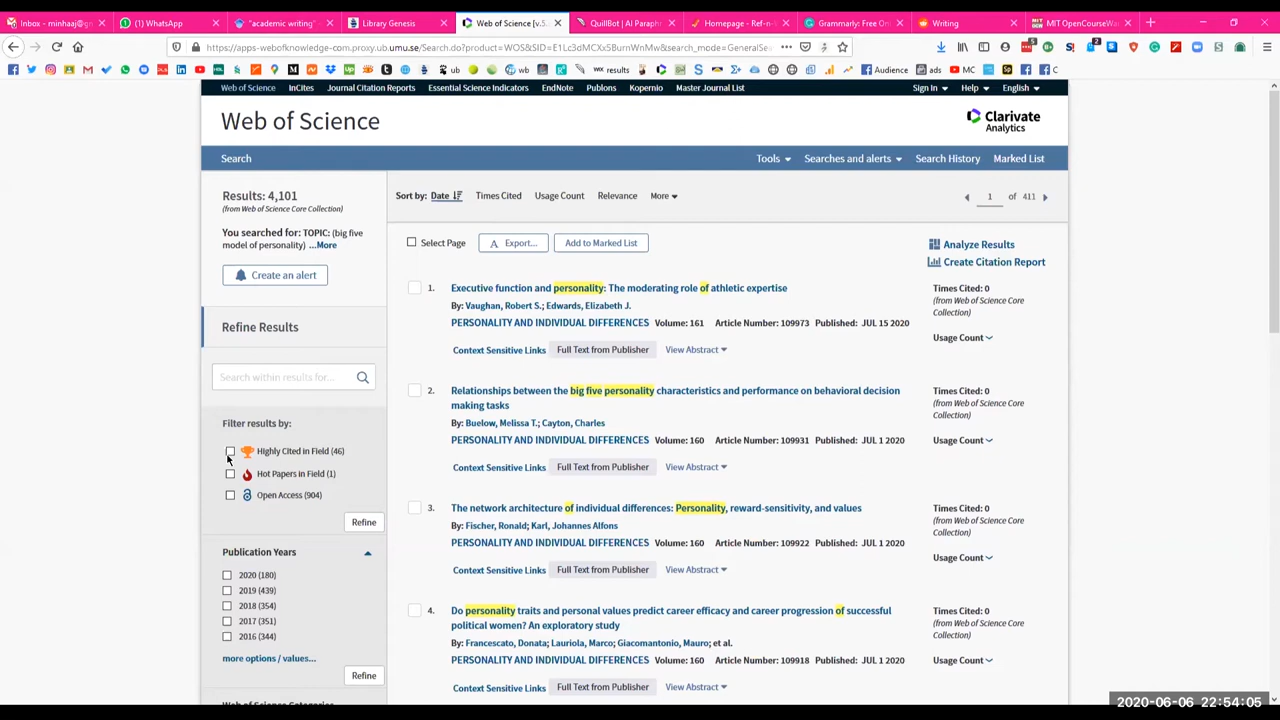 Inbox - minhaaj@gn
(1) WhatsApp
"academic writing"
Library Genesis
Web of Science [v.5.
QuillBot | AI Paraphr
Homepage - Ref-n-
Grammarly: Free Onl
Writing
MIT OpenCourseWar
https://apps-webofknowledge-com.proxy.ub.umu.se/Search.do?product=WOS&SID=E1Lc3dMCXx5BurnWnMw&search_mode=GeneralSe
ub
wb
results
Audience
ads
MC
C
Web of Science
InCites
Journal Citation Reports
Essential Science Indicators
EndNote
Publons
Kopernio
Master Journal List
Sign In
Help
English
Web of Science
Clarivate
Analytics
Search
Tools
Searches and alerts
Search History
Marked List
Results: 4,101
(from Web of Science Core Collection)
You searched for: TOPIC: (big five
model of personality) ...More
Create an alert
Refine Results
Search within results for...
Filter results by:
Highly Cited in Field (46)
Hot Papers in Field (1)
Open Access (904)
Refine
Publication Years
2020 (180)
2019 (439)
2018 (354)
2017 (351)
2016 (344)
more options / values...
Refine
Web of Science Categories
Sort by: Date
Times Cited
Usage Count
Relevance
More
1 of 411
Select Page
Export...
Add to Marked List
Analyze Results
Create Citation Report
1. Executive function and personality: The moderating role of athletic expertise
By: Vaughan, Robert S.; Edwards, Elizabeth J.
PERSONALITY AND INDIVIDUAL DIFFERENCES Volume: 161 Article Number: 109973 Published: JUL 15 2020
Context Sensitive Links
Full Text from Publisher
View Abstract
Times Cited: 0
(from Web of Science Core
Collection)
Usage Count
2. Relationships between the big five personality characteristics and performance on behavioral decision
making tasks
By: Buelow, Melissa T.; Cayton, Charles
PERSONALITY AND INDIVIDUAL DIFFERENCES Volume: 160 Article Number: 109931 Published: JUL 1 2020
Context Sensitive Links
Full Text from Publisher
View Abstract
Times Cited: 0
(from Web of Science Core
Collection)
Usage Count
3. The network architecture of individual differences: Personality, reward-sensitivity, and values
By: Fischer, Ronald; Karl, Johannes Alfons
PERSONALITY AND INDIVIDUAL DIFFERENCES Volume: 160 Article Number: 109922 Published: JUL 1 2020
Context Sensitive Links
Full Text from Publisher
View Abstract
Times Cited: 0
(from Web of Science Core
Collection)
Usage Count
4. Do personality traits and personal values predict career efficacy and career progression of successful
political women? An exploratory study
By: Francescato, Donata; Lauriola, Marco; Giacomantonio, Mauro; et al.
PERSONALITY AND INDIVIDUAL DIFFERENCES Volume: 160 Article Number: 109918 Published: JUL 1 2020
Context Sensitive Links
Full Text from Publisher
View Abstract
Times Cited: 0
(from Web of Science Core
Collection)
Usage Count
2020-06-06 22:54:05